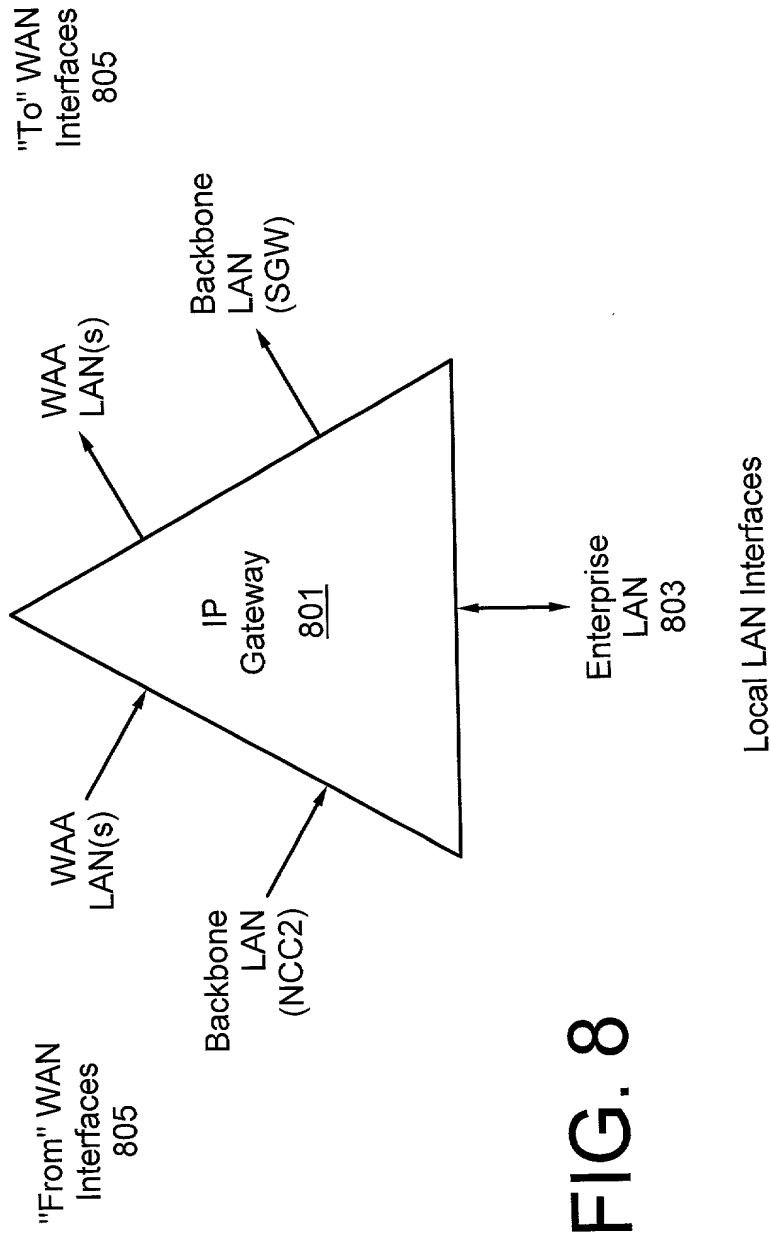 "From" WAN
Interfaces
805
"To" WAN
Interfaces
805
WAA
LAN(s)
WAA
LAN(s)
Backbone
LAN
(NCC2)
Backbone
LAN
(SGW)
IP
Gateway
801
Enterprise
LAN
803
Local LAN Interfaces
FIG. 8